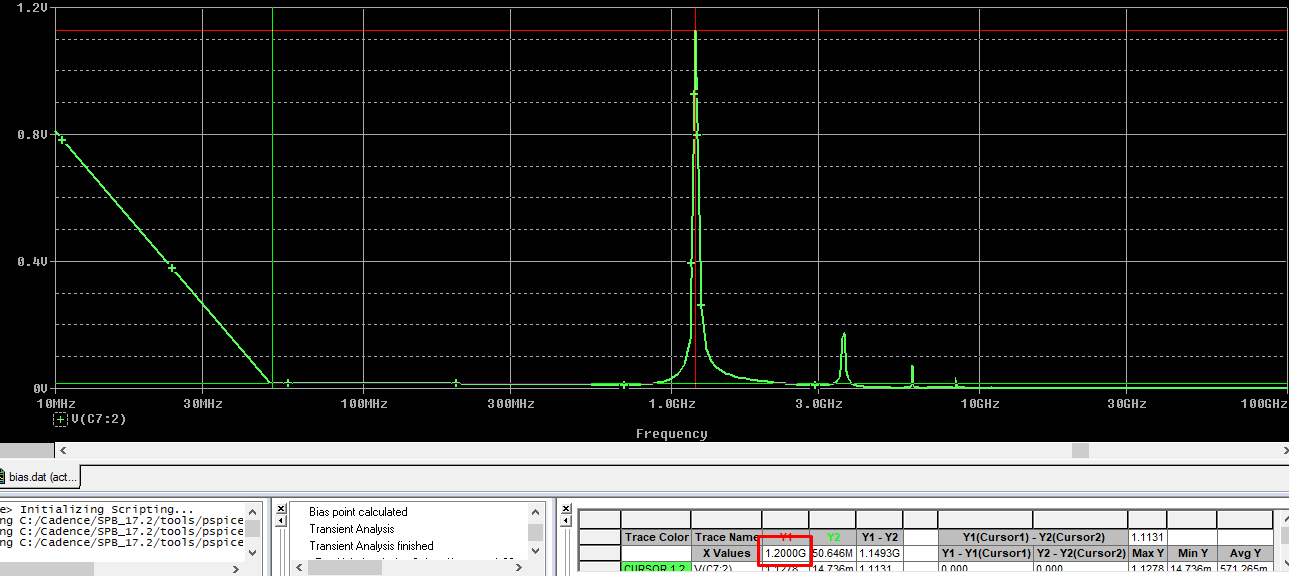 1.2V
0.8V
0.4V
0V
10MHz 30MHz 100MHz 300MHz 1.0GHz 3.0GHz 10GHz 30GHz 100GHz
V(C7:2)
Frequency
bias.dat (act...
e> Initializing Scripting...
ng C:/Cadence/SPB_17.2/tools/pspice
ng C:/Cadence/SPB_17.2/tools/pspice
ng C:/Cadence/SPB_17.2/tools/pspice
Bias point calculated
Transient Analysis
Transient Analysis finished
Trace Color Trace Name Y1 Y2 Y1 - Y2 Y1(Cursor1) - Y2(Cursor2) 1.1131
X Values 1.2000G 50.646M 1.1493G Y1 - Y1(Cursor1) Y2 - Y2(Cursor2) Max Y Min Y Avg Y
CURSOR 1,2 V(C7:2) 1.1278 14.736m 1.1131 0.000 0.000 1.1278 14.736m 571.265m